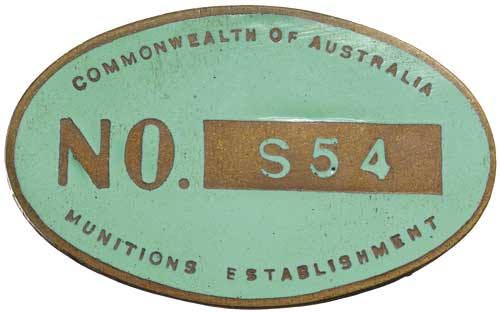 COMMONWEALTH OF AUSTRALIA
NO. S54
MUNITIONS ESTABLISHMENT